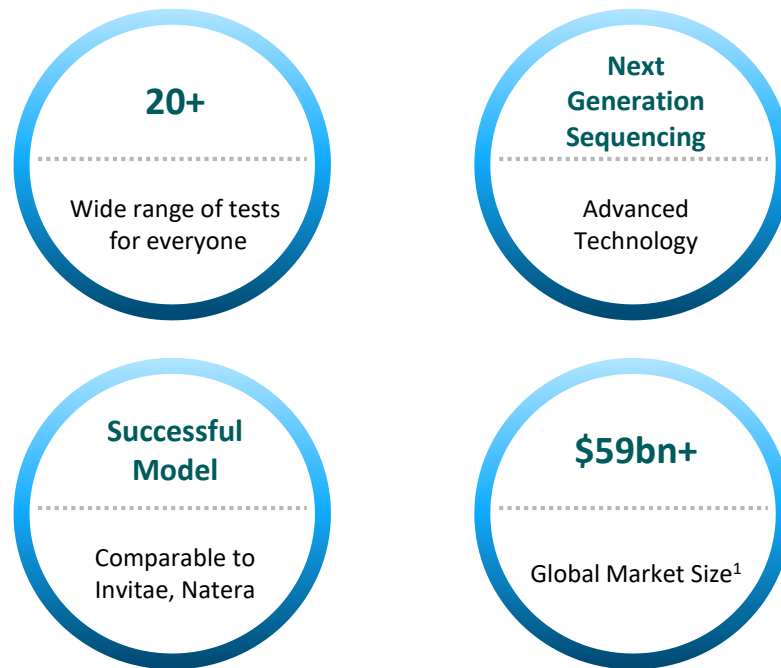 20+
Wide range of tests
for everyone
Next
Generation
Sequencing
Advanced
Technology
Successful
Model
Comparable to
Invitae, Natera
$59bn+
Global Market Size¹